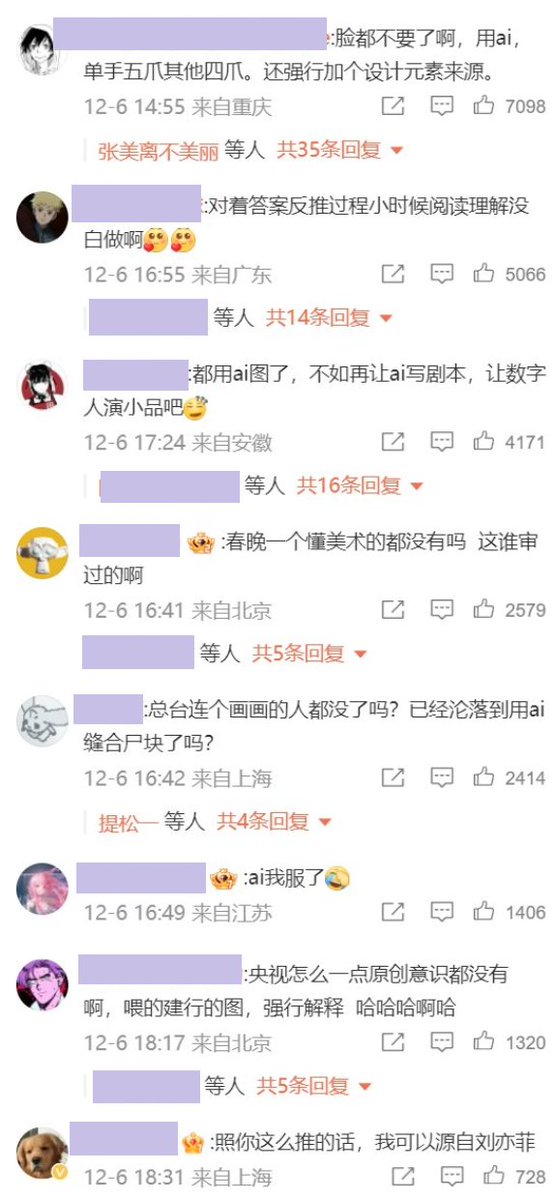 :脸都不要了啊，用ai，
单手五爪其他四爪。还强行加个设计元素来源。
12-6 14:55 来自重庆 7098
张美离不美丽 等人 共35条回复
:对着答案反推过程小时候阅读理解没
白做啊
12-6 16:55 来自广东 5066
等人 共14条回复
:都用ai图了，不如再让ai写剧本，让数字
人演小品吧
12-6 17:24 来自安徽 4171
等人 共16条回复
:春晚一个懂美术的都没有吗 这谁审
过的啊
12-6 16:41 来自北京 2579
等人 共5条回复
:总台连个画画的人都没了吗？已经沦落到用ai
缝合尸块了吗？
12-6 16:42 来自上海 2414
提松一 等人 共4条回复
:ai我服了
12-6 16:49 来自江苏 1406
:央视怎么一点原创意识都没有
啊，喂的建行的图，强行解释 哈哈哈啊哈
12-6 18:17 来自北京 1320
等人 共5条回复
:照你这么推的话，我可以源自刘亦菲
12-6 18:31 来自上海 728